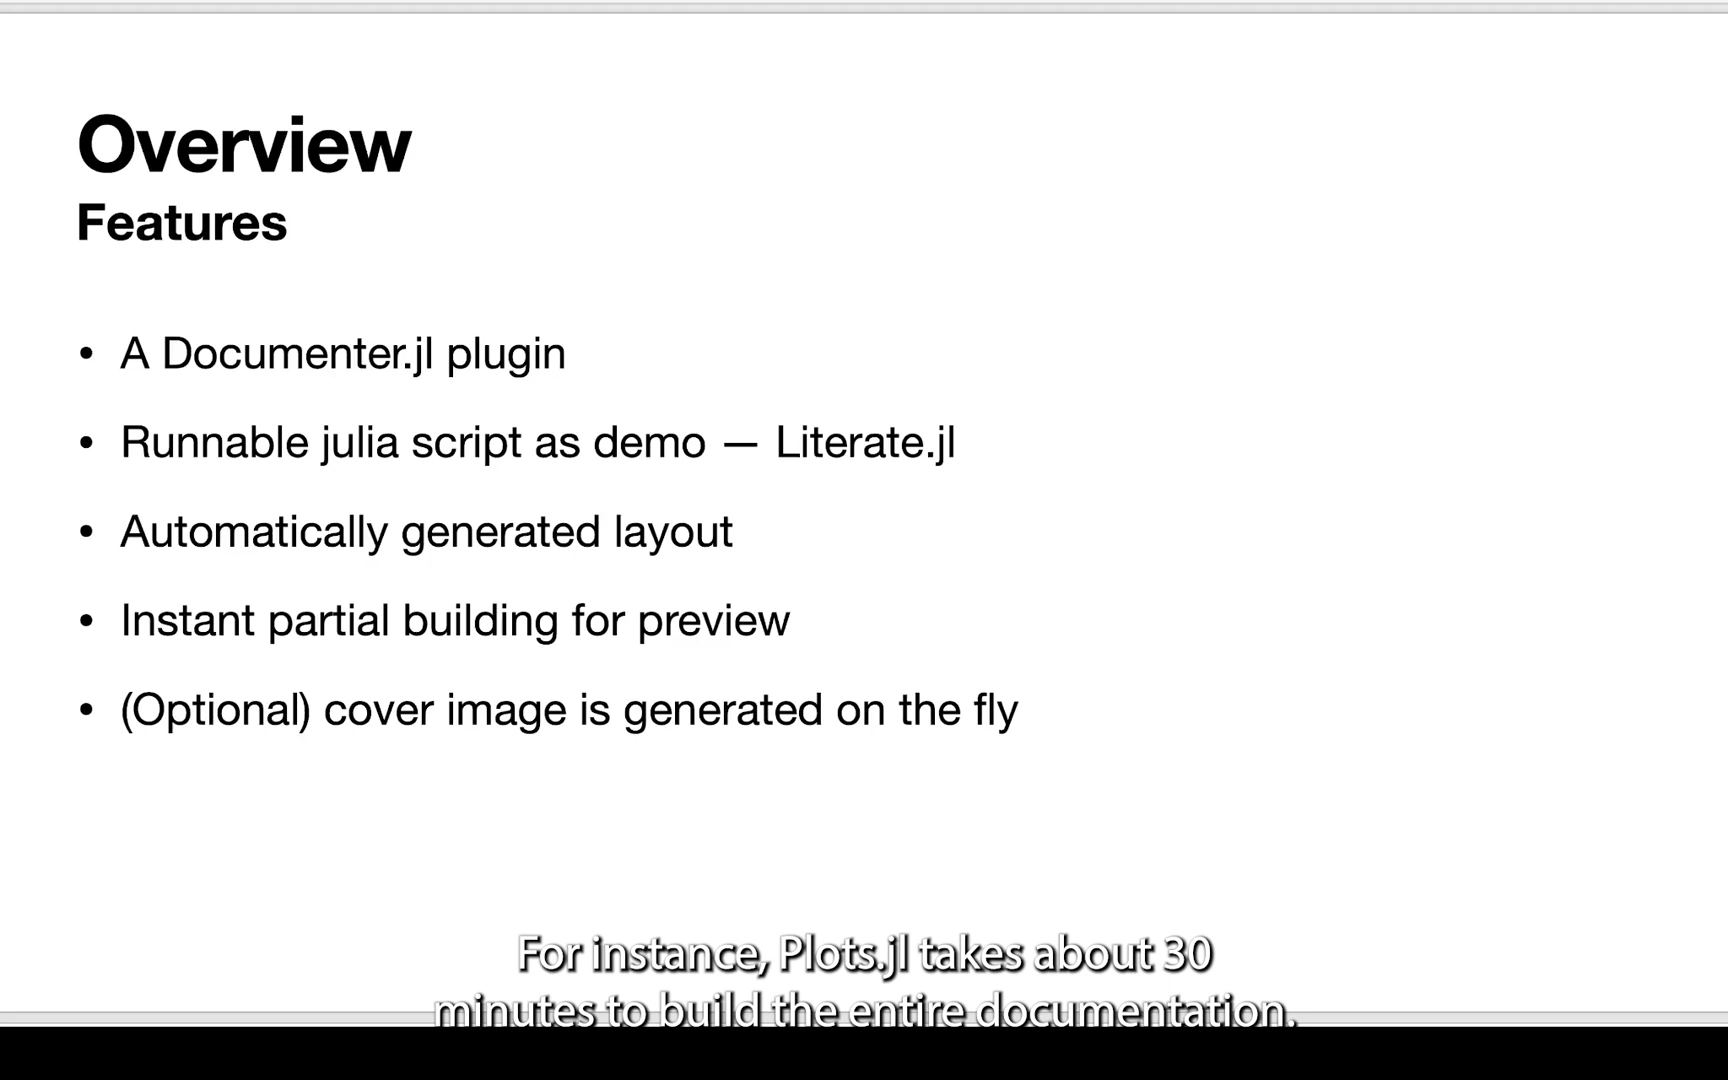 Overview
Features
• A Documenter.jl plugin
• Runnable julia script as demo — Literate.jl
• Automatically generated layout
• Instant partial building for preview
• (Optional) cover image is generated on the fly
For instance, Plots.jl takes about 30
minutes to build the entire documentation.